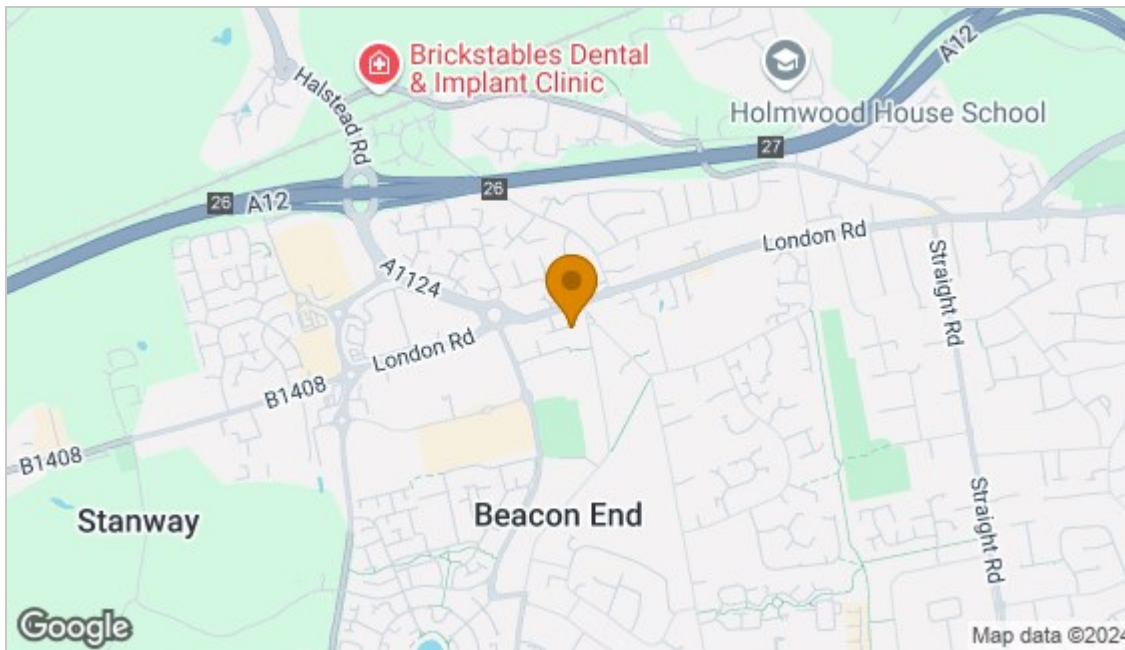 Brickstables Dental
& Implant Clinic
Holmwood House School
A12
Halstead Rd
27
26
26
A12
London Rd
A1124
Straight Rd
London Rd
B1408
B1408
Stanway
Beacon End
Straight Rd
Google
Map data ©2024